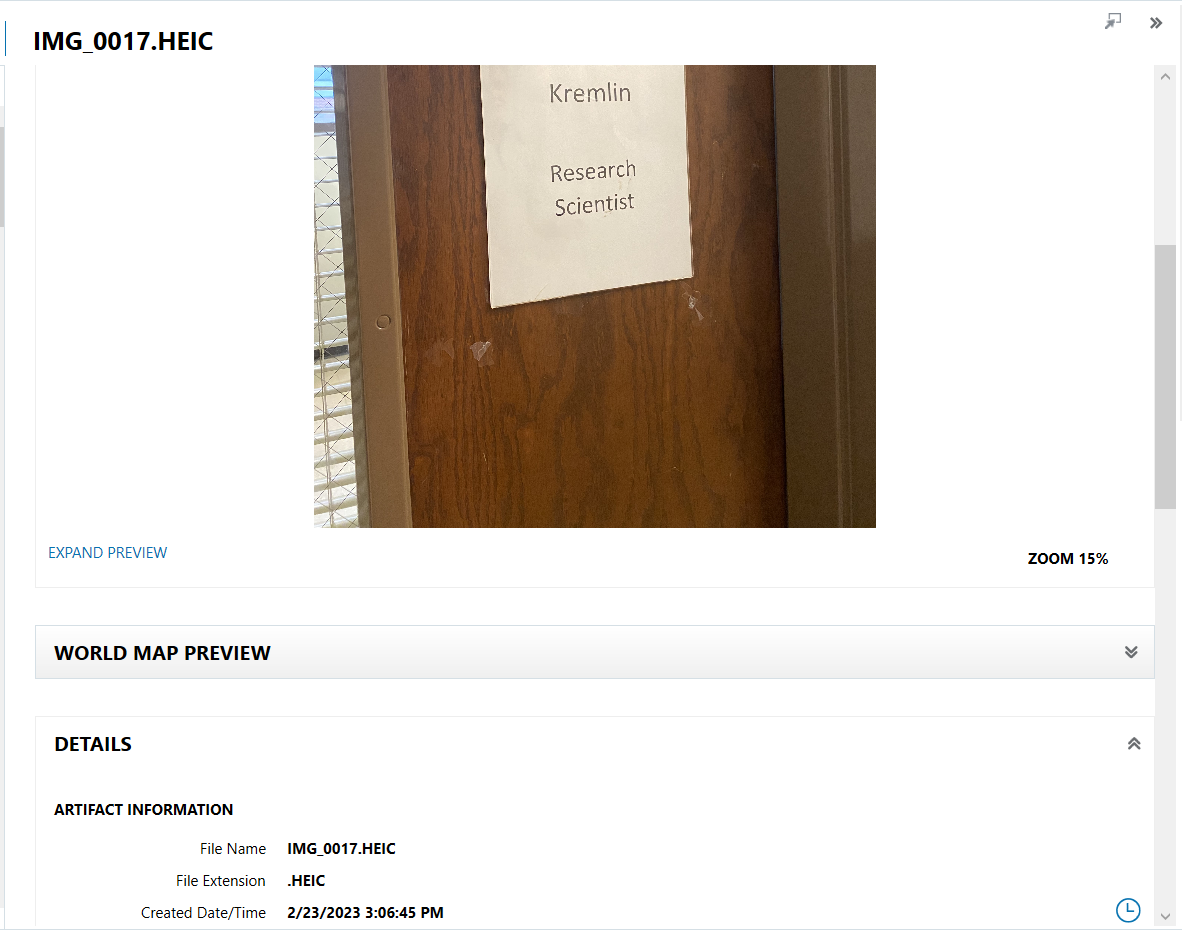 IMG_0017.HEIC
Kremlin
Research
Scientist
EXPAND PREVIEW
ZOOM 15%
WORLD MAP PREVIEW
DETAILS
ARTIFACT INFORMATION
File Name IMG_0017.HEIC
File Extension .HEIC
Created Date/Time 2/23/2023 3:06:45 PM